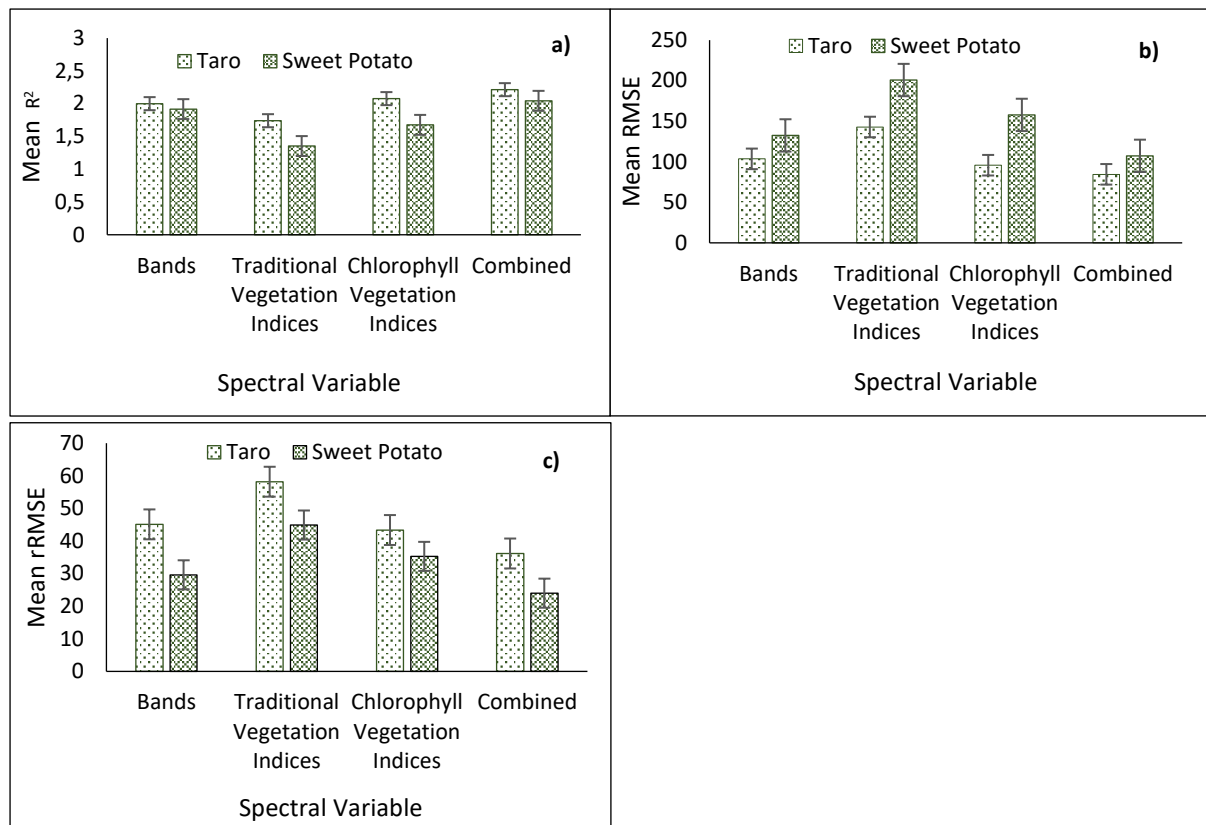 a)
Taro Sweet Potato
Mean R²
3
2,5
2
1,5
1
0,5
0
Bands Traditional Chlorophyll Combined
Vegetation Vegetation
Indices Indices
Spectral Variable
b)
Taro Sweet Potato
Mean RMSE
250
200
150
100
50
0
Bands Traditional Chlorophyll Combined
Vegetation Vegetation
Indices Indices
Spectral Variable
c)
Taro Sweet Potato
Mean rRMSE
70
60
50
40
30
20
10
0
Bands Traditional Chlorophyll Combined
Vegetation Vegetation
Indices Indices
Spectral Variable